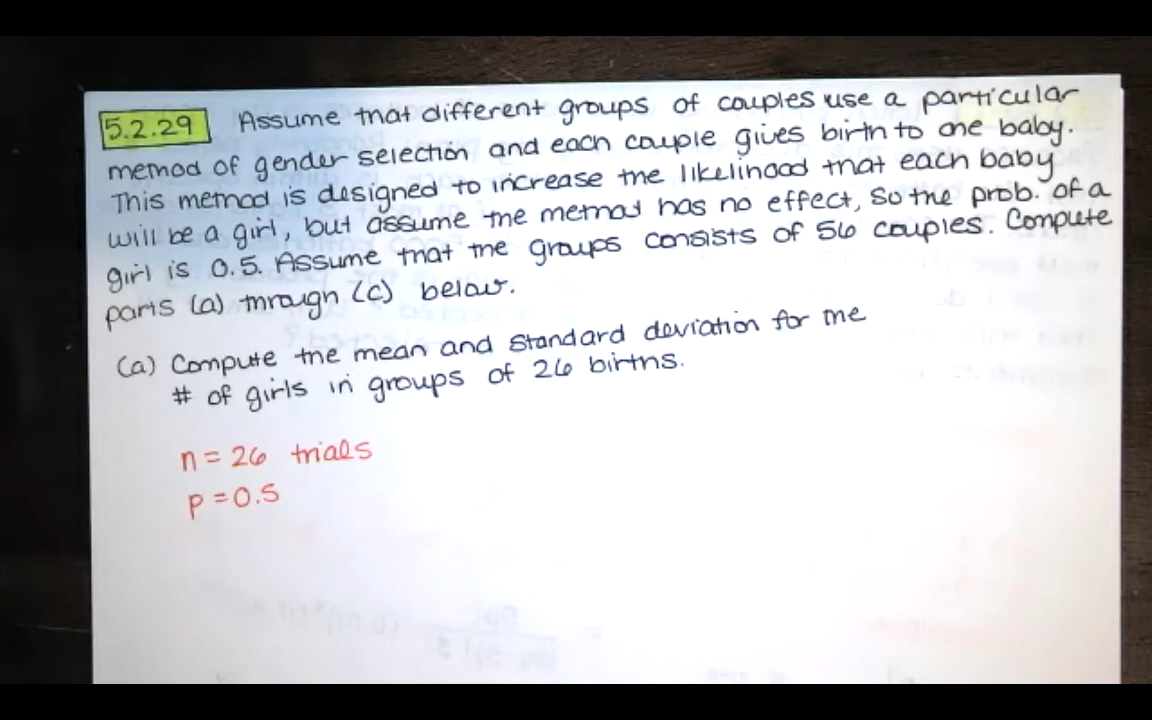 5.2.29 Assume that different groups of couples use a particular
method of gender selection and each couple gives birth to one baby.
This method is designed to increase the likelihood that each baby
will be a girl, but assume the method has no effect, so the prob. of a
girl is 0.5. Assume that the groups consists of 56 couples. Compute
parts (a) through (c) below.
(a) Compute the mean and standard deviation for the
# of girls in groups of 26 births.
n = 26 trials
p = 0.5